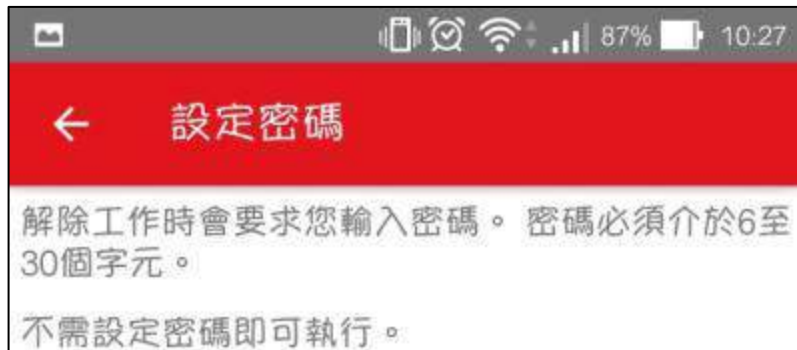 87% 10:27
設定密碼
解除工作時會要求您輸入密碼。 密碼必須介於6至
30個字元。
不需設定密碼即可執行。